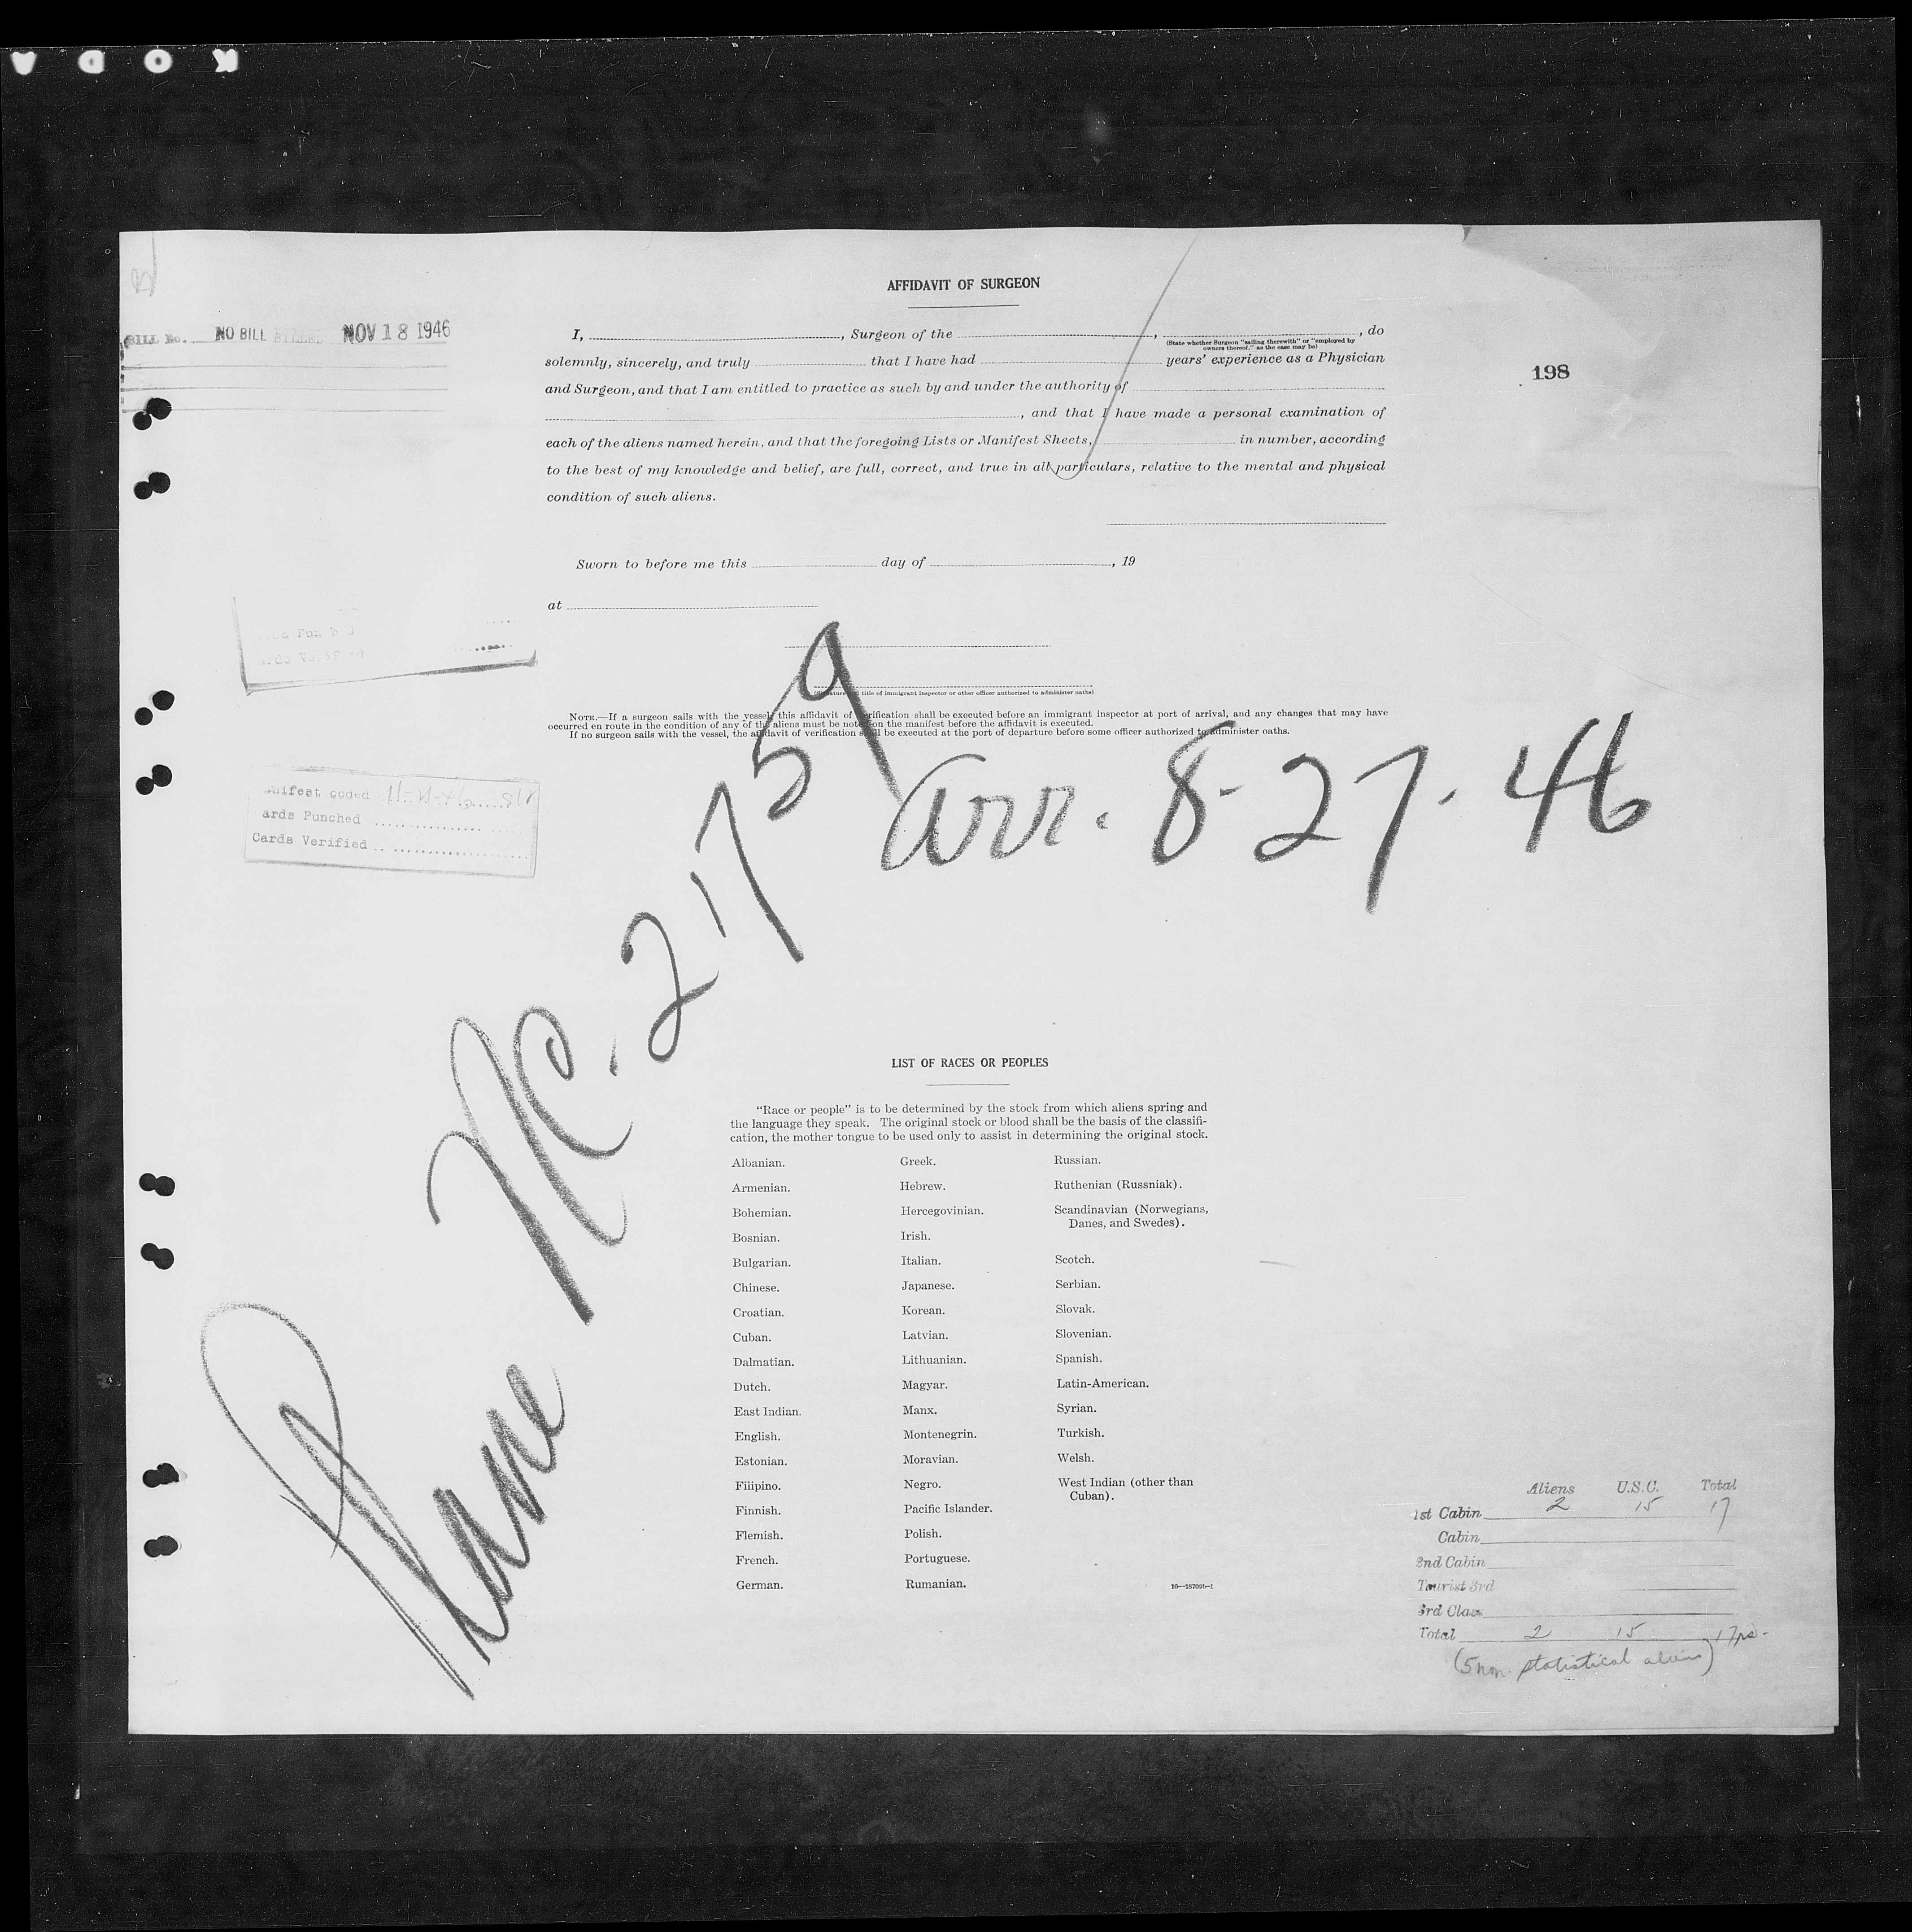 KODA
AFFIDAVIT OF SURGEON
BILL No. NO BILL NOV 18 1946
I, , Surgeon of the , , do
(State whether Surgeon "sailing therewith" or "employed by
owners thereof," as the case may be)
solemnly, sincerely, and truly that I have had years' experience as a Physician
198
and Surgeon, and that I am entitled to practice as such by and under the authority of
, and that I have made a personal examination of
each of the aliens named herein, and that the foregoing Lists or Manifest Sheets, in number, according
to the best of my knowledge and belief, are full, correct, and true in all particulars, relative to the mental and physical
condition of such aliens.
Sworn to before me this day of , 19
at
(Signature title of immigrant inspector or other officer authorized to administer oaths)
NOTE.—If a surgeon sails with the vessel, this affidavit of verification shall be executed before an immigrant inspector at port of arrival, and any changes that may have
occurred en route in the condition of any of the aliens must be noted on the manifest before the affidavit is executed.
If no surgeon sails with the vessel, the affidavit of verification shall be executed at the port of departure before some officer authorized to administer oaths.
Manifest coded
ards Punched
Cards Verified
Plane NC-21759
arr. 8-27-46
LIST OF RACES OR PEOPLES
"Race or people" is to be determined by the stock from which aliens spring and
the language they speak. The original stock or blood shall be the basis of the classifi-
cation, the mother tongue to be used only to assist in determining the original stock.
Albanian.
Armenian.
Bohemian.
Bosnian.
Bulgarian.
Chinese.
Croatian.
Cuban.
Dalmatian.
Dutch.
East Indian.
English.
Estonian.
Filipino.
Finnish.
Flemish.
French.
German.
Greek.
Hebrew.
Hercegovinian.
Irish.
Italian.
Japanese.
Korean.
Latvian.
Lithuanian.
Magyar.
Manx.
Montenegrin.
Moravian.
Negro.
Pacific Islander.
Polish.
Portuguese.
Rumanian.
Russian.
Ruthenian (Russniak).
Scandinavian (Norwegians,
Danes, and Swedes).
Scotch.
Serbian.
Slovak.
Slovenian.
Spanish.
Latin-American.
Syrian.
Turkish.
Welsh.
West Indian (other than
Cuban).
Aliens U.S.C. Total
1st Cabin 2 15 17
Cabin
2nd Cabin
Tourist 3rd
3rd Class
Total 2 15 17
(5 non statistical aliens)